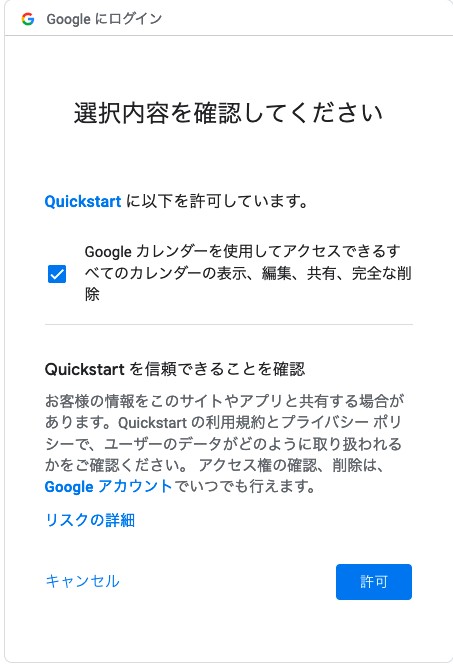 Google にログイン
選択内容を確認してください
Quickstart に以下を許可しています。
Google カレンダーを使用してアクセスできるす
べてのカレンダーの表示、編集、共有、完全な削
除
Quickstart を信頼できることを確認
お客様の情報をこのサイトやアプリと共有する場合が
あります。Quickstart の利用規約とプライバシー ポリ
シーで、ユーザーのデータがどのように取り扱われる
かをご確認ください。 アクセス権の確認、削除は、
Google アカウントでいつでも行えます。
リスクの詳細
キャンセル
許可